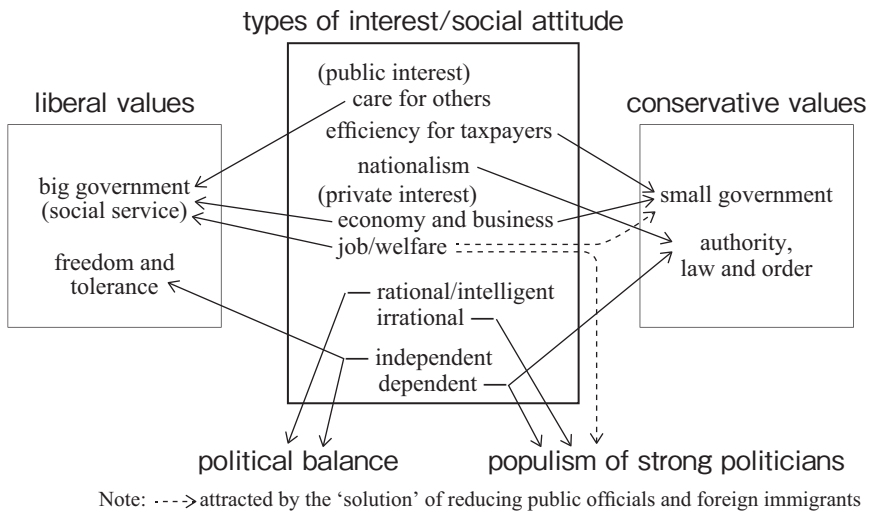 types of interest/social attitude
liberal values
conservative values
(public interest)
care for others
efficiency for taxpayers
nationalism
(private interest)
economy and business
job/welfare
rational/intelligent
irrational
independent
dependent
big government
(social service)
freedom and
tolerance
small government
authority,
law and order
political balance
populism of strong politicians
Note: attracted by the ‘solution’ of reducing public officials and foreign immigrants